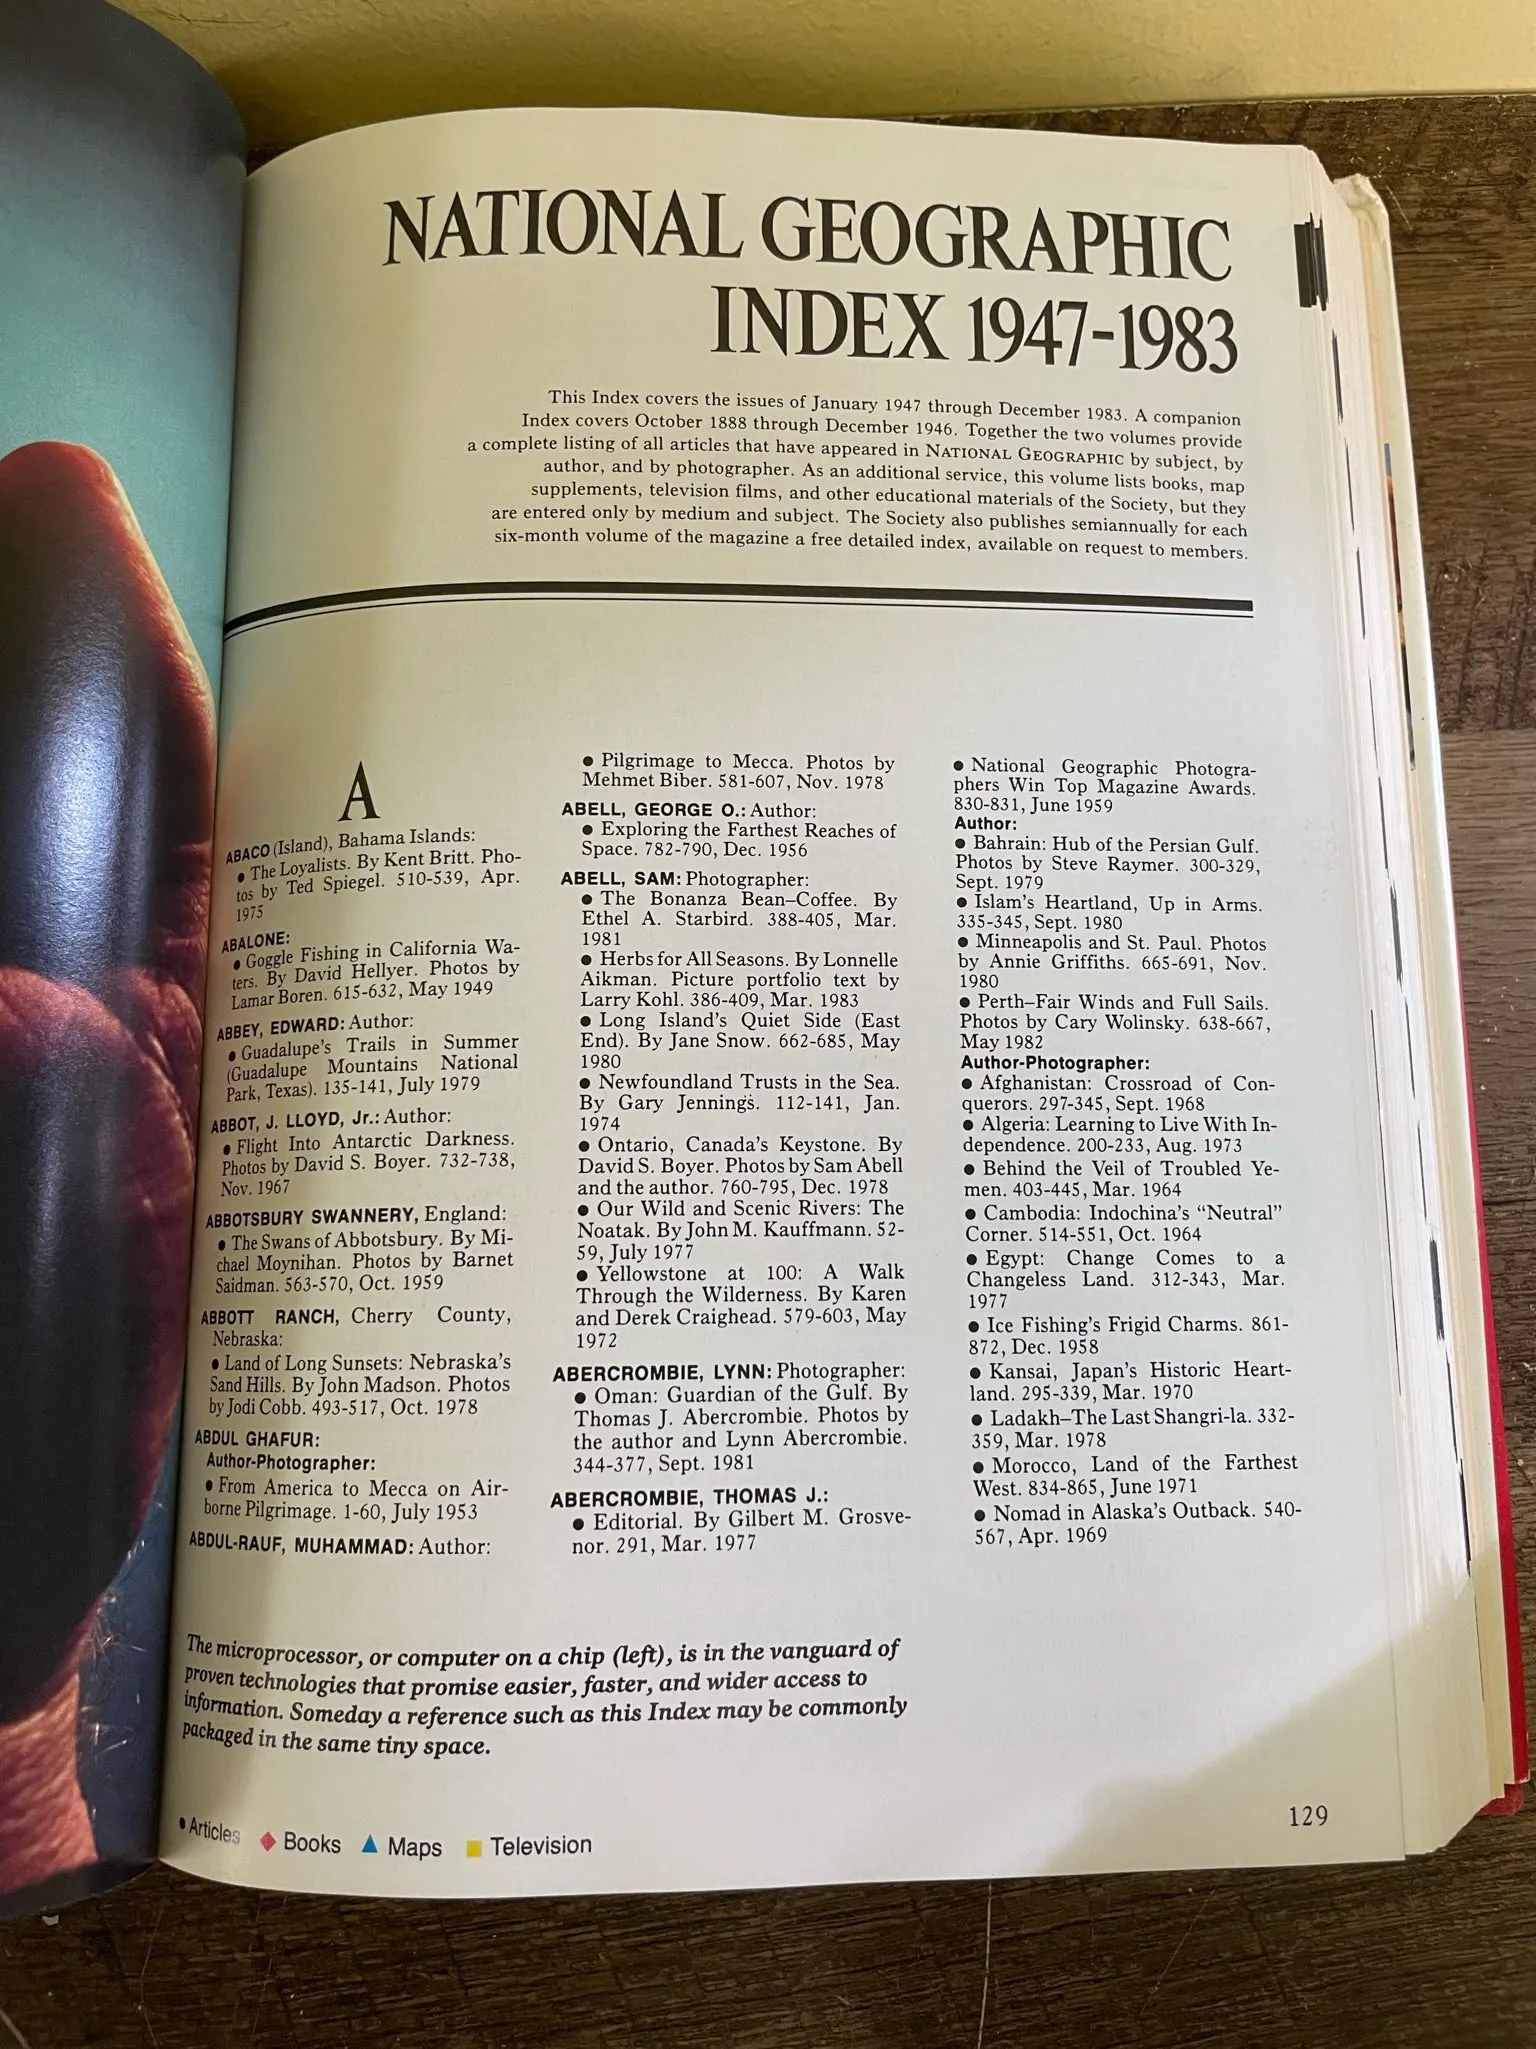 NATIONAL GEOGRAPHIC
INDEX 1947-1983
This Index covers the issues of January 1947 through December 1983. A companion
Index covers October 1888 through December 1946. Together the two volumes provide
a complete listing of all articles that have appeared in NATIONAL GEOGRAPHIC by subject, by
author, and by photographer. As an additional service, this volume lists books, map
supplements, television films, and other educational materials of the Society, but they
are entered only by medium and subject. The Society also publishes semiannually for each
six-month volume of the magazine a free detailed index, available on request to members.
A
ABACO (Island), Bahama Islands:
● The Loyalists. By Kent Britt. Pho-
tos by Ted Spiegel. 510-539, Apr.
1975
ABALONE:
● Goggle Fishing in California Wa-
ters. By David Hellyer. Photos by
Lamar Boren. 615-632, May 1949
ABBEY, EDWARD: Author:
● Guadalupe's Trails in Summer
(Guadalupe Mountains National
Park, Texas). 135-141, July 1979
ABBOT, J. LLOYD, Jr.: Author:
● Flight Into Antarctic Darkness.
Photos by David S. Boyer. 732-738,
Nov. 1967
ABBOTSBURY SWANNERY, England:
● The Swans of Abbotsbury. By Mi-
chael Moynihan. Photos by Barnet
Saidman. 563-570, Oct. 1959
ABBOTT RANCH, Cherry County,
Nebraska:
● Land of Long Sunsets: Nebraska's
Sand Hills. By John Madson. Photos
by Jodi Cobb. 493-517, Oct. 1978
ABDUL GHAFUR:
Author-Photographer:
● From America to Mecca on Air-
borne Pilgrimage. 1-60, July 1953
ABDUL-RAUF, MUHAMMAD: Author:
● Pilgrimage to Mecca. Photos by
Mehmet Biber. 581-607, Nov. 1978
ABELL, GEORGE O.: Author:
● Exploring the Farthest Reaches of
Space. 782-790, Dec. 1956
ABELL, SAM: Photographer:
● The Bonanza Bean–Coffee. By
Ethel A. Starbird. 388-405, Mar.
1981
● Herbs for All Seasons. By Lonnelle
Aikman. Picture portfolio text by
Larry Kohl. 386-409, Mar. 1983
● Long Island's Quiet Side (East
End). By Jane Snow. 662-685, May
1980
● Newfoundland Trusts in the Sea.
By Gary Jennings. 112-141, Jan.
1974
● Ontario, Canada's Keystone. By
David S. Boyer. Photos by Sam Abell
and the author. 760-795, Dec. 1978
● Our Wild and Scenic Rivers: The
Noatak. By John M. Kauffmann. 52-
59, July 1977
● Yellowstone at 100: A Walk
Through the Wilderness. By Karen
and Derek Craighead. 579-603, May
1972
ABERCROMBIE, LYNN: Photographer:
● Oman: Guardian of the Gulf. By
Thomas J. Abercrombie. Photos by
the author and Lynn Abercrombie.
344-377, Sept. 1981
ABERCROMBIE, THOMAS J.:
● Editorial. By Gilbert M. Grosve-
nor. 291, Mar. 1977
● National Geographic Photogra-
phers Win Top Magazine Awards.
830-831, June 1959
Author:
● Bahrain: Hub of the Persian Gulf.
Photos by Steve Raymer. 300-329,
Sept. 1979
● Islam's Heartland, Up in Arms.
335-345, Sept. 1980
● Minneapolis and St. Paul. Photos
by Annie Griffiths. 665-691, Nov.
1980
● Perth–Fair Winds and Full Sails.
Photos by Cary Wolinsky. 638-667,
May 1982
Author-Photographer:
● Afghanistan: Crossroad of Con-
querors. 297-345, Sept. 1968
● Algeria: Learning to Live With In-
dependence. 200-233, Aug. 1973
● Behind the Veil of Troubled Ye-
men. 403-445, Mar. 1964
● Cambodia: Indochina's "Neutral"
Corner. 514-551, Oct. 1964
● Egypt: Change Comes to a
Changeless Land. 312-343, Mar.
1977
● Ice Fishing's Frigid Charms. 861-
872, Dec. 1958
● Kansai, Japan's Historic Heart-
land. 295-339, Mar. 1970
● Ladakh–The Last Shangri-la. 332-
359, Mar. 1978
● Morocco, Land of the Farthest
West. 834-865, June 1971
● Nomad in Alaska's Outback. 540-
567, Apr. 1969
The microprocessor, or computer on a chip (left), is in the vanguard of
proven technologies that promise easier, faster, and wider access to
information. Someday a reference such as this Index may be commonly
packaged in the same tiny space.
● Articles ◆ Books ▲ Maps ■ Television
129